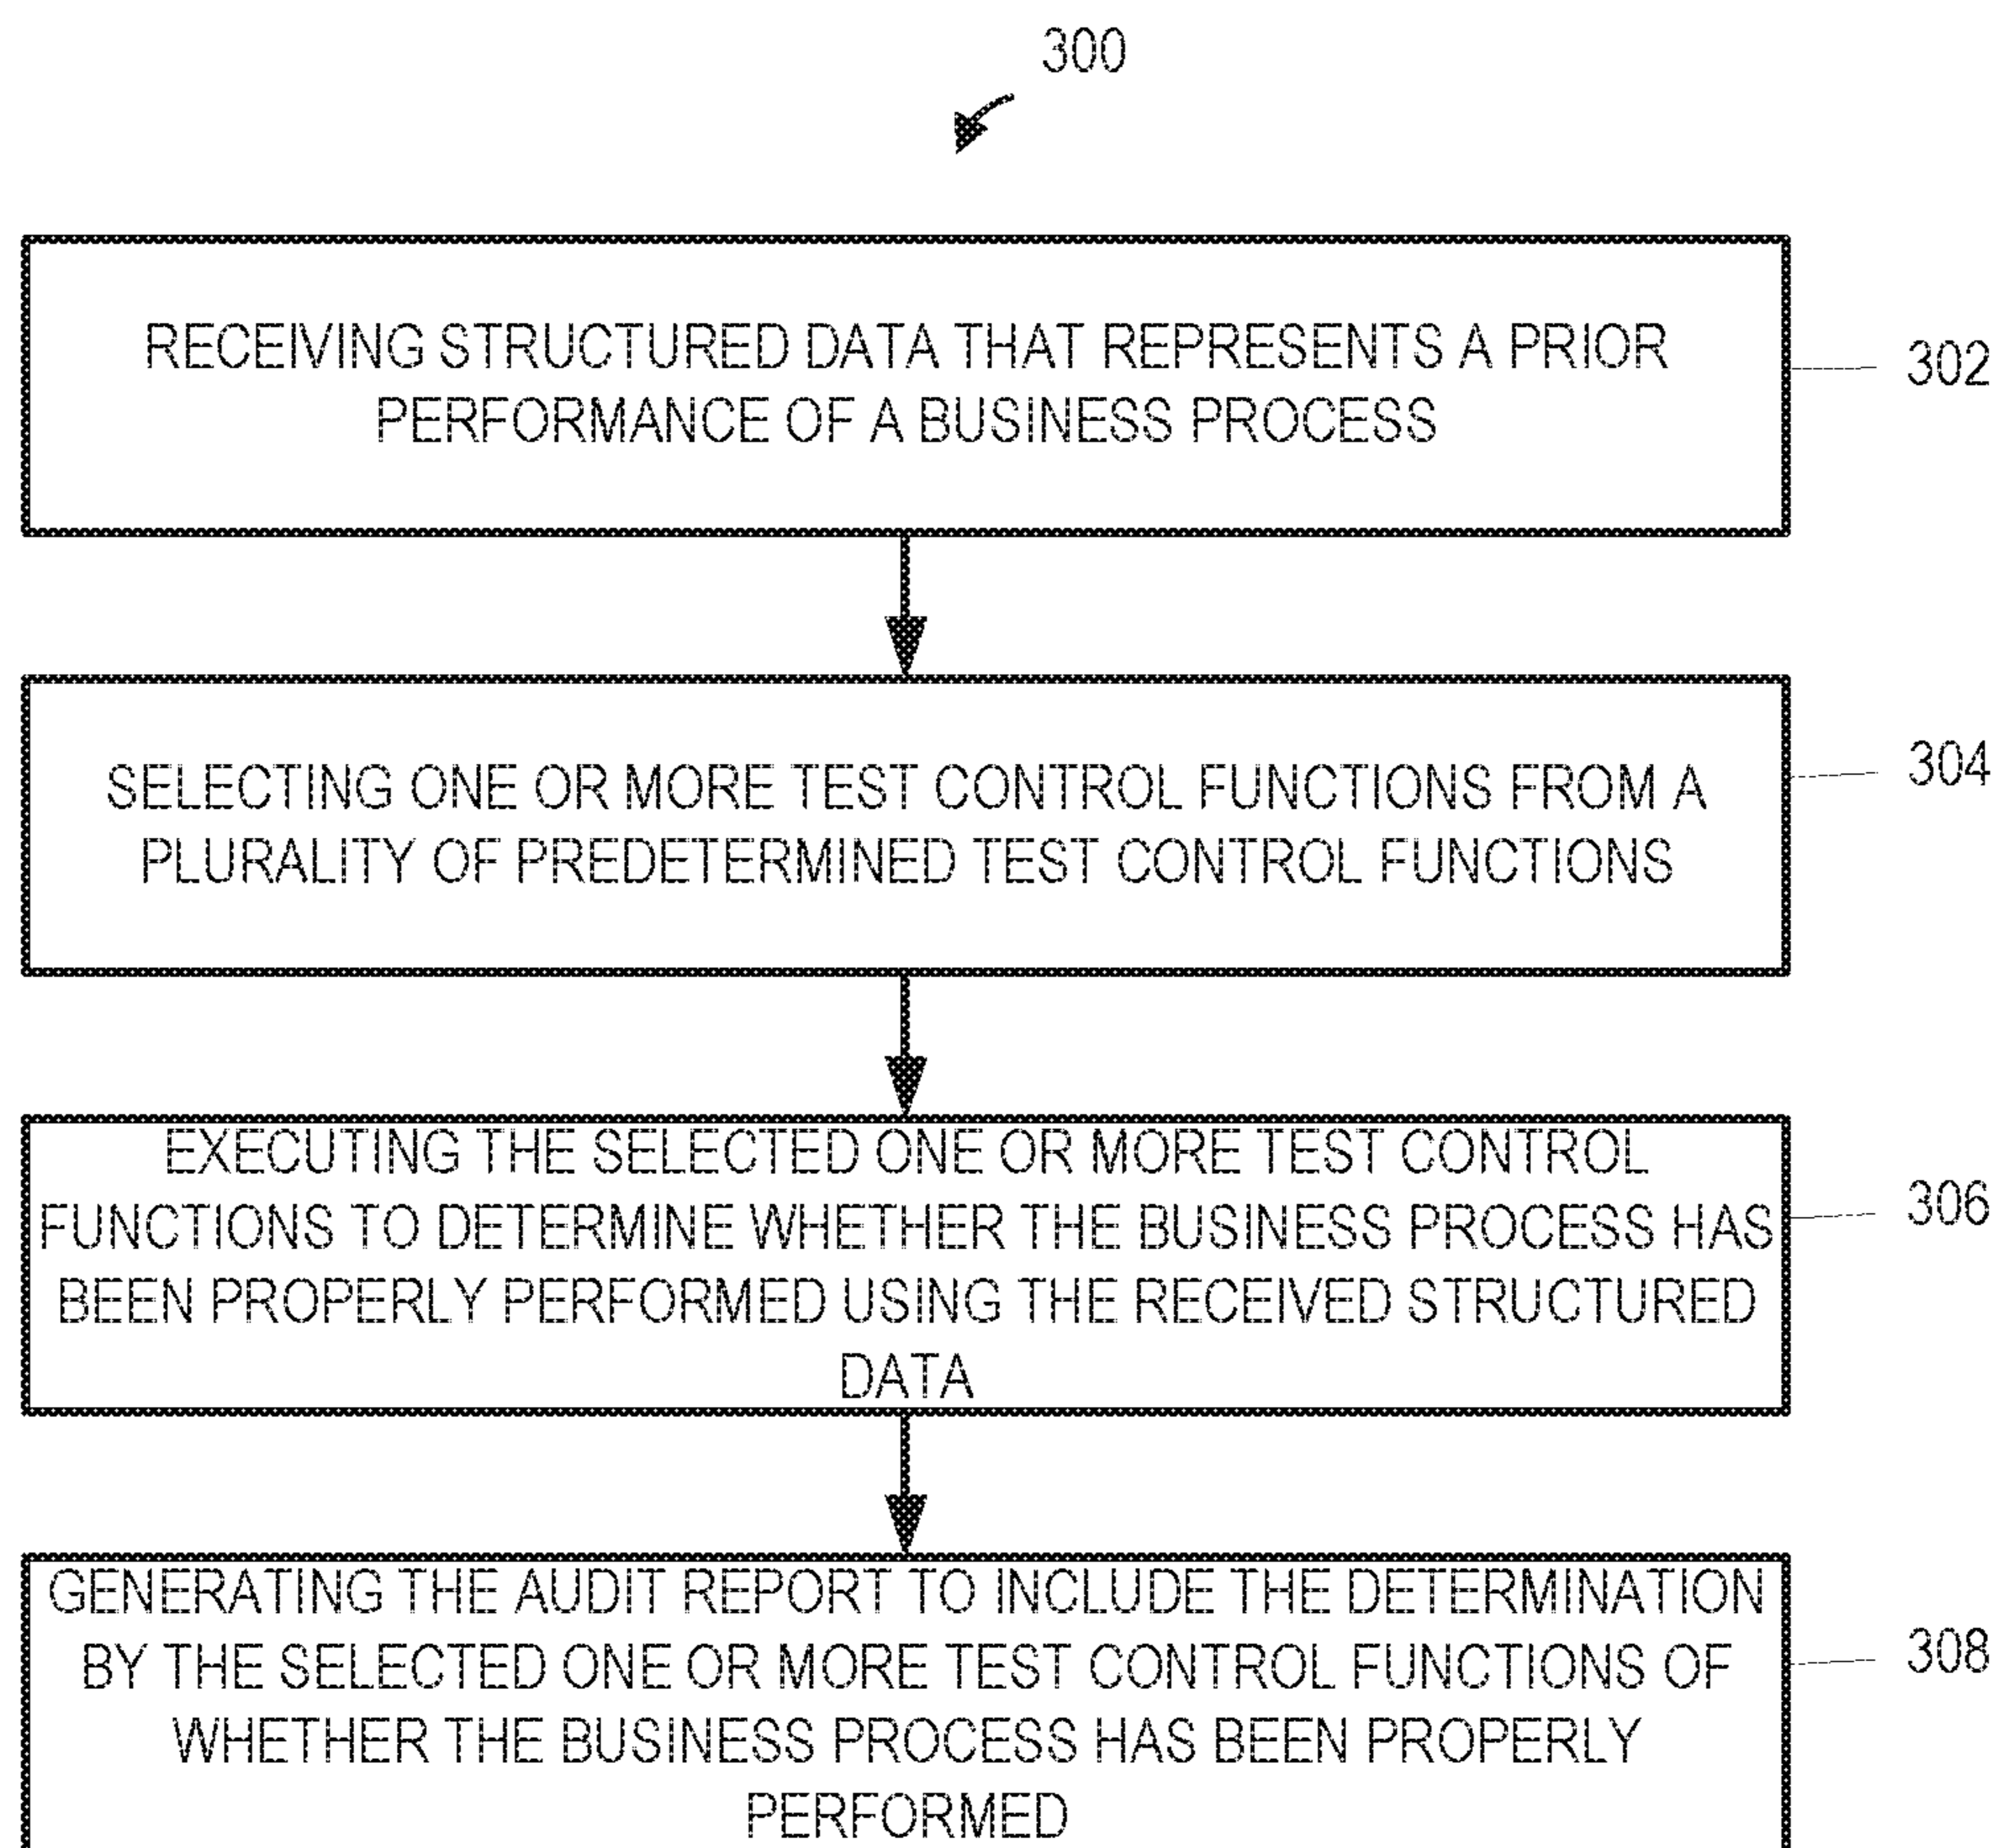 300
RECEIVING STRUCTURED DATA THAT REPRESENTS A PRIOR
PERFORMANCE OF A BUSINESS PROCESS
302
SELECTING ONE OR MORE TEST CONTROL FUNCTIONS FROM A
PLURALITY OF PREDETERMINED TEST CONTROL FUNCTIONS
304
EXECUTING THE SELECTED ONE OR MORE TEST CONTROL
FUNCTIONS TO DETERMINE WHETHER THE BUSINESS PROCESS HAS
BEEN PROPERLY PERFORMED USING THE RECEIVED STRUCTURED
DATA
306
GENERATING THE AUDIT REPORT TO INCLUDE THE DETERMINATION
BY THE SELECTED ONE OR MORE TEST CONTROL FUNCTIONS OF
WHETHER THE BUSINESS PROCESS HAS BEEN PROPERLY
PERFORMED
308